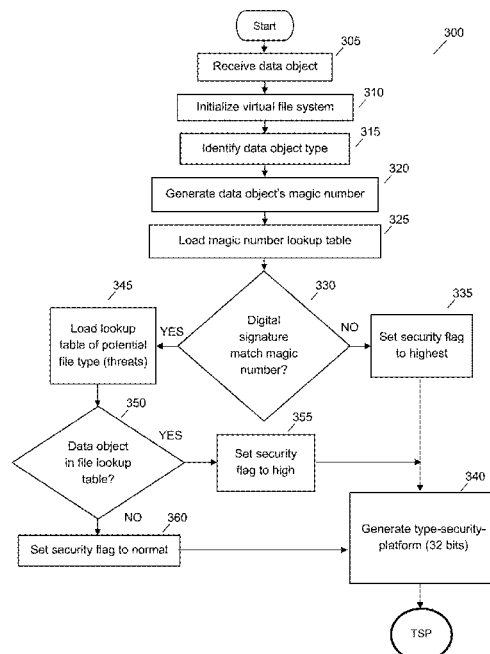 Start
300
305
Receive data object
310
Initialize virtual file system
315
Identify data object type
320
Generate data object's magic number
325
Load magic number lookup table
330
Digital
signature
match magic
number?
YES
NO
335
Set security flag
to highest
345
Load lookup
table of potential
file type (threats)
350
Data object
in file lookup
table?
YES
355
Set security
flag to high
NO
360
Set security flag to normal
340
Generate type-security-
platform (32 bits)
TSP